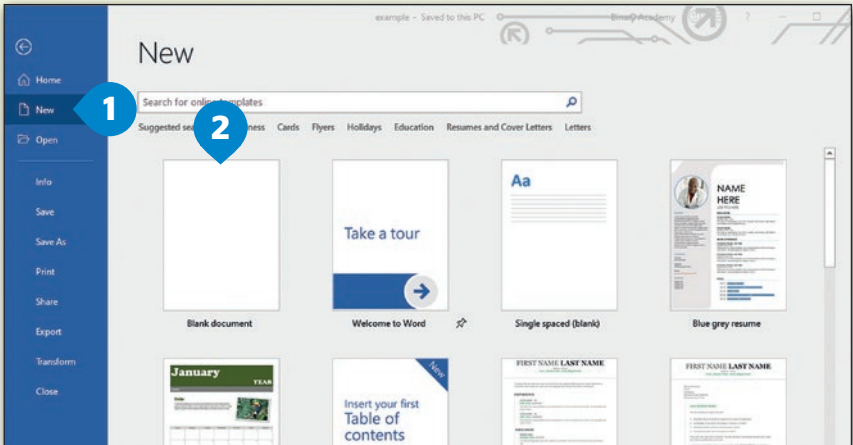 example - Saved to this PC
Binary Academy
?
New
Home
New
1
Open
Info
Save
Save As
Print
Share
Export
Transform
Close
Search for online templates
Suggested
2
Cards Flyers Holidays Education Resumes and Cover Letters Letters
Blank document
Take a tour
Welcome to Word
Aa
Single spaced (blank)
NAME
HERE
Blue grey resume
January
YEAR
New
Insert your first
Table of
contents
FIRST NAME LAST NAME
FIRST NAME LAST NAME